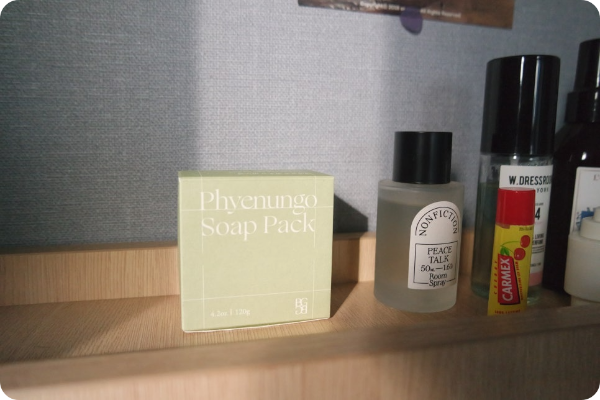 Phyenungo
Soap Pack
NONFICTION
PEACE
TALK
Room
Spray
W.DRESSROOM
CARMEX